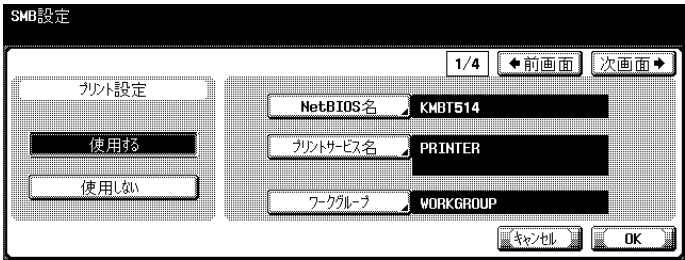 SMB設定
1/4 ←前画面 次画面→
プリント設定
NetBIOS名 KMBT514
使用する
プリントサービス名 PRINTER
使用しない
ワークグループ WORKGROUP
キャンセル OK